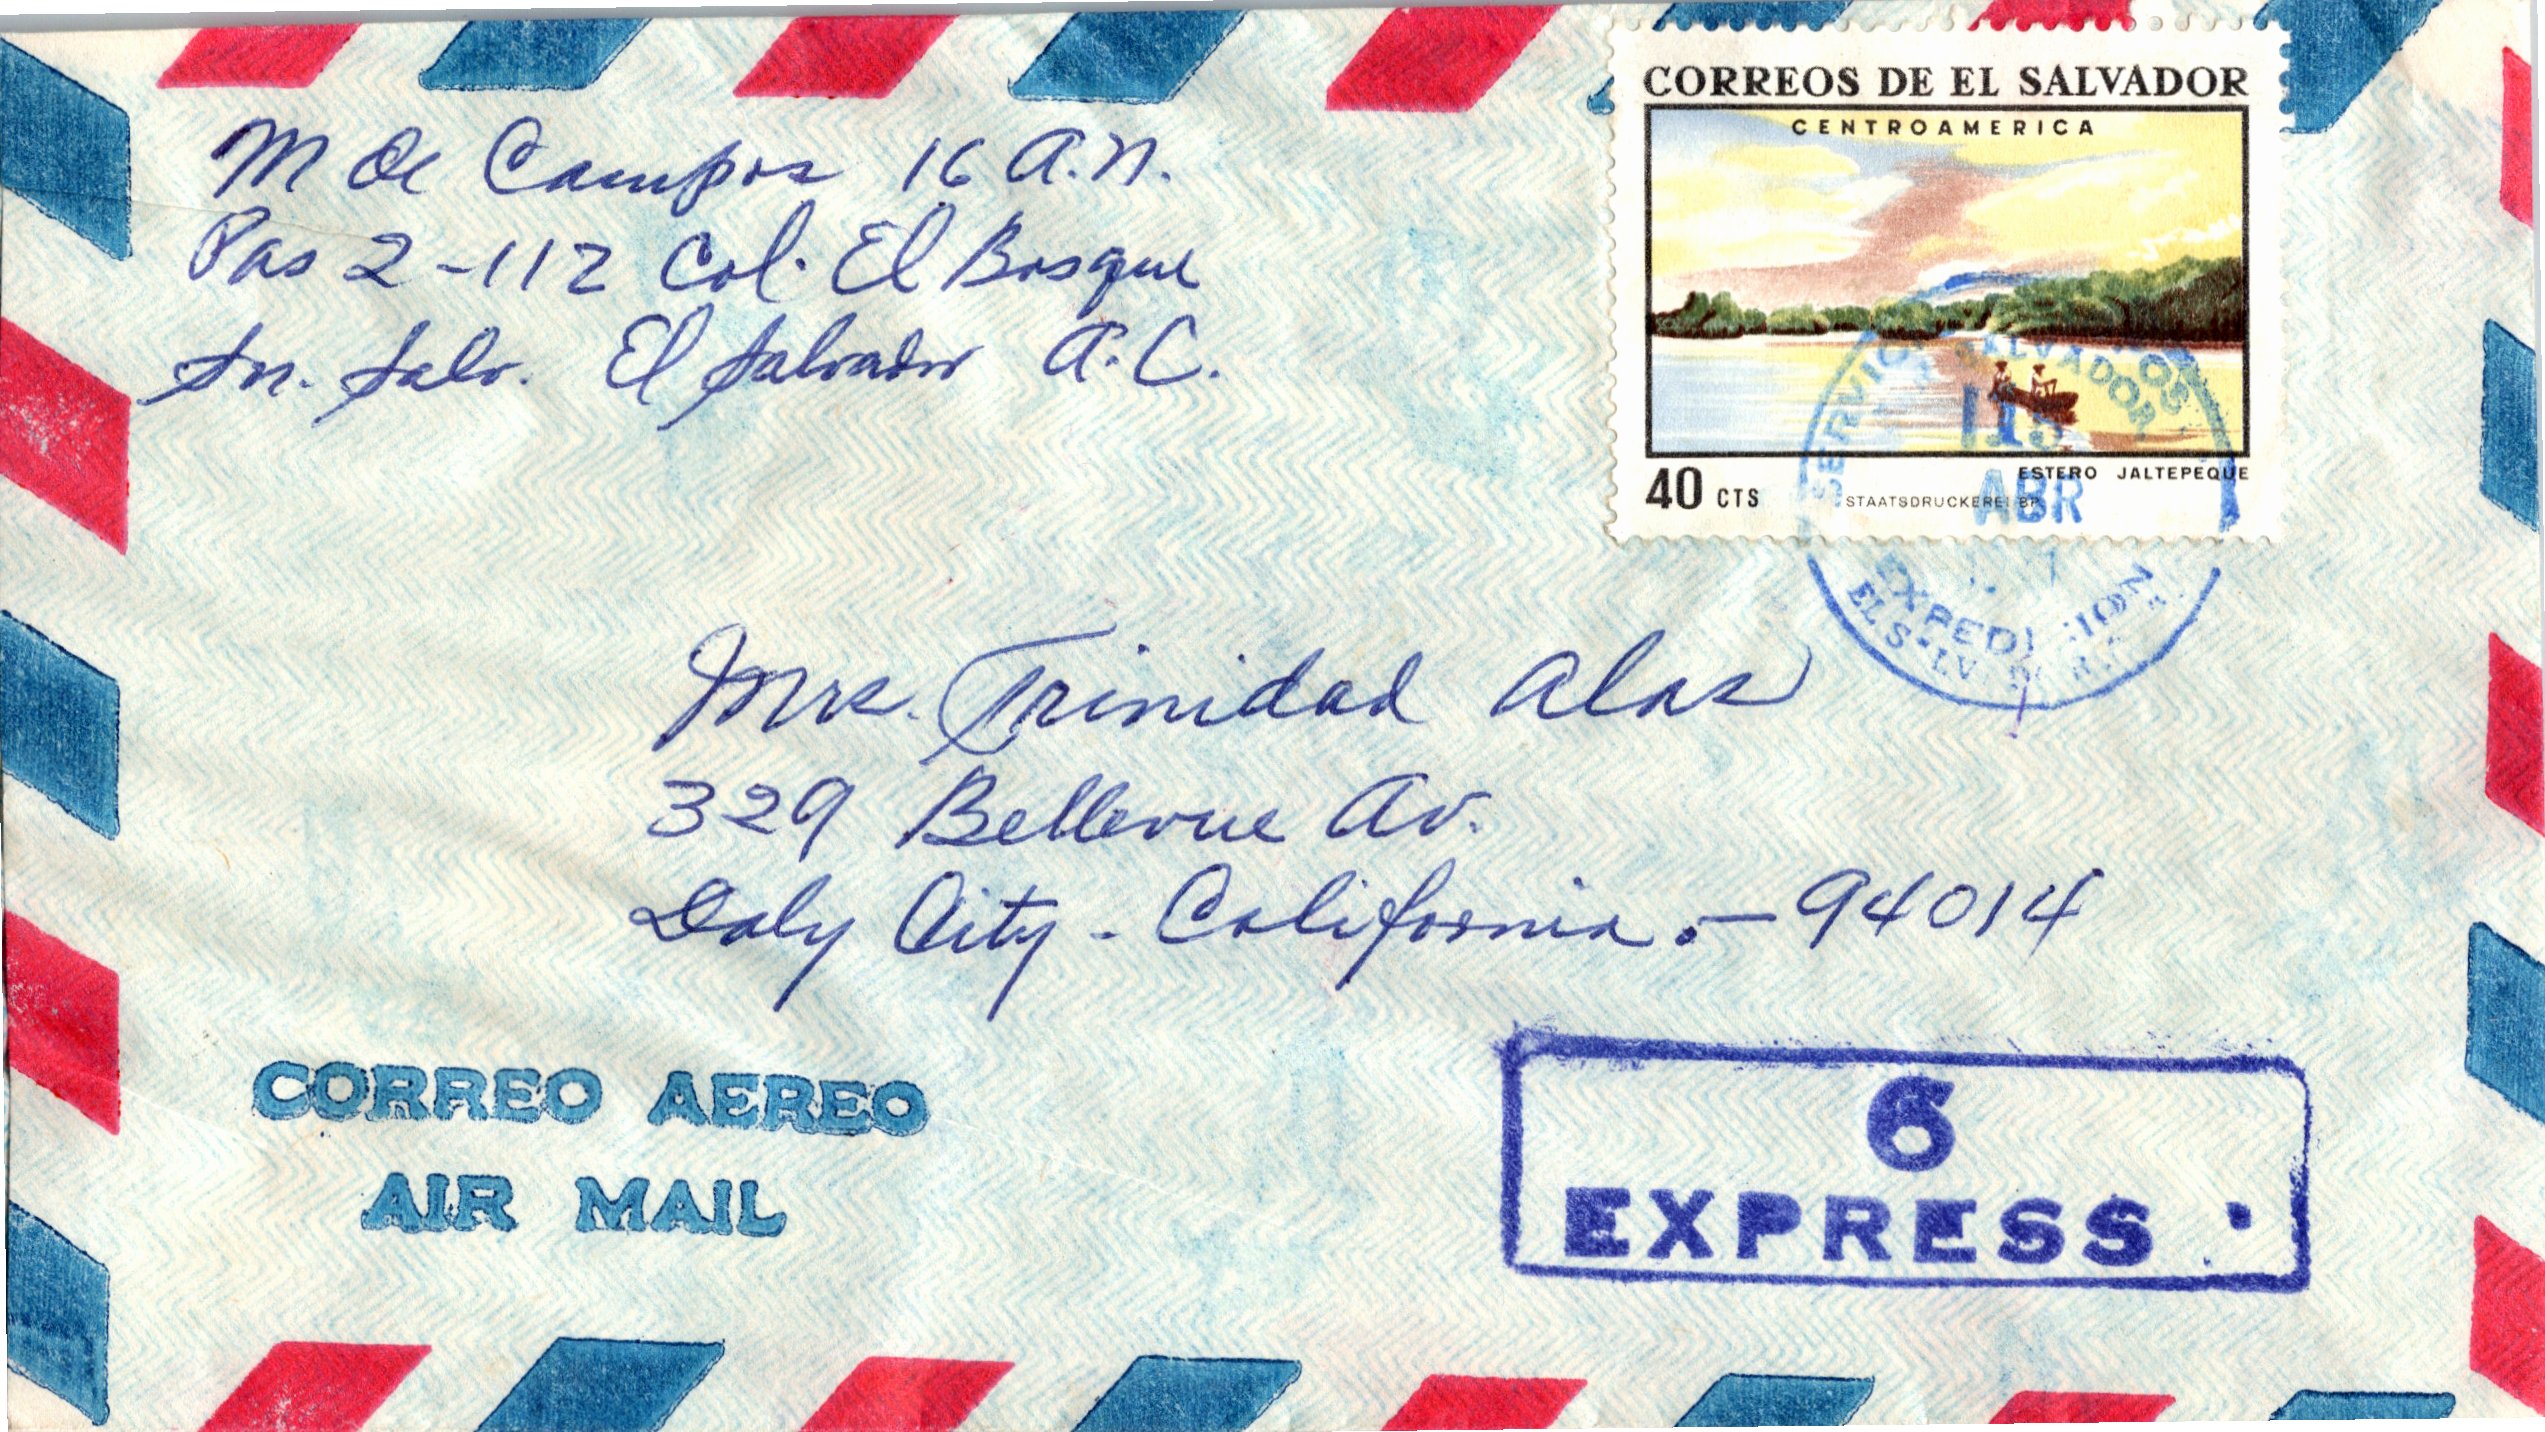 M de Campos 16 A.N.
Pas 2-112 Col. El Bosque
Sn. Salv. El Salvador A.C.
CORREOS DE EL SALVADOR
CENTROAMERICA
ESTERO JALTEPEQUE
40 CTS
STAATSDRUCKEREI
SALVADOR
ABR
Mrs. Trinidad Alas
329 Bellevue Av.
Daly City - California.- 94014
CORREO AEREO
AIR MAIL
6
EXPRESS